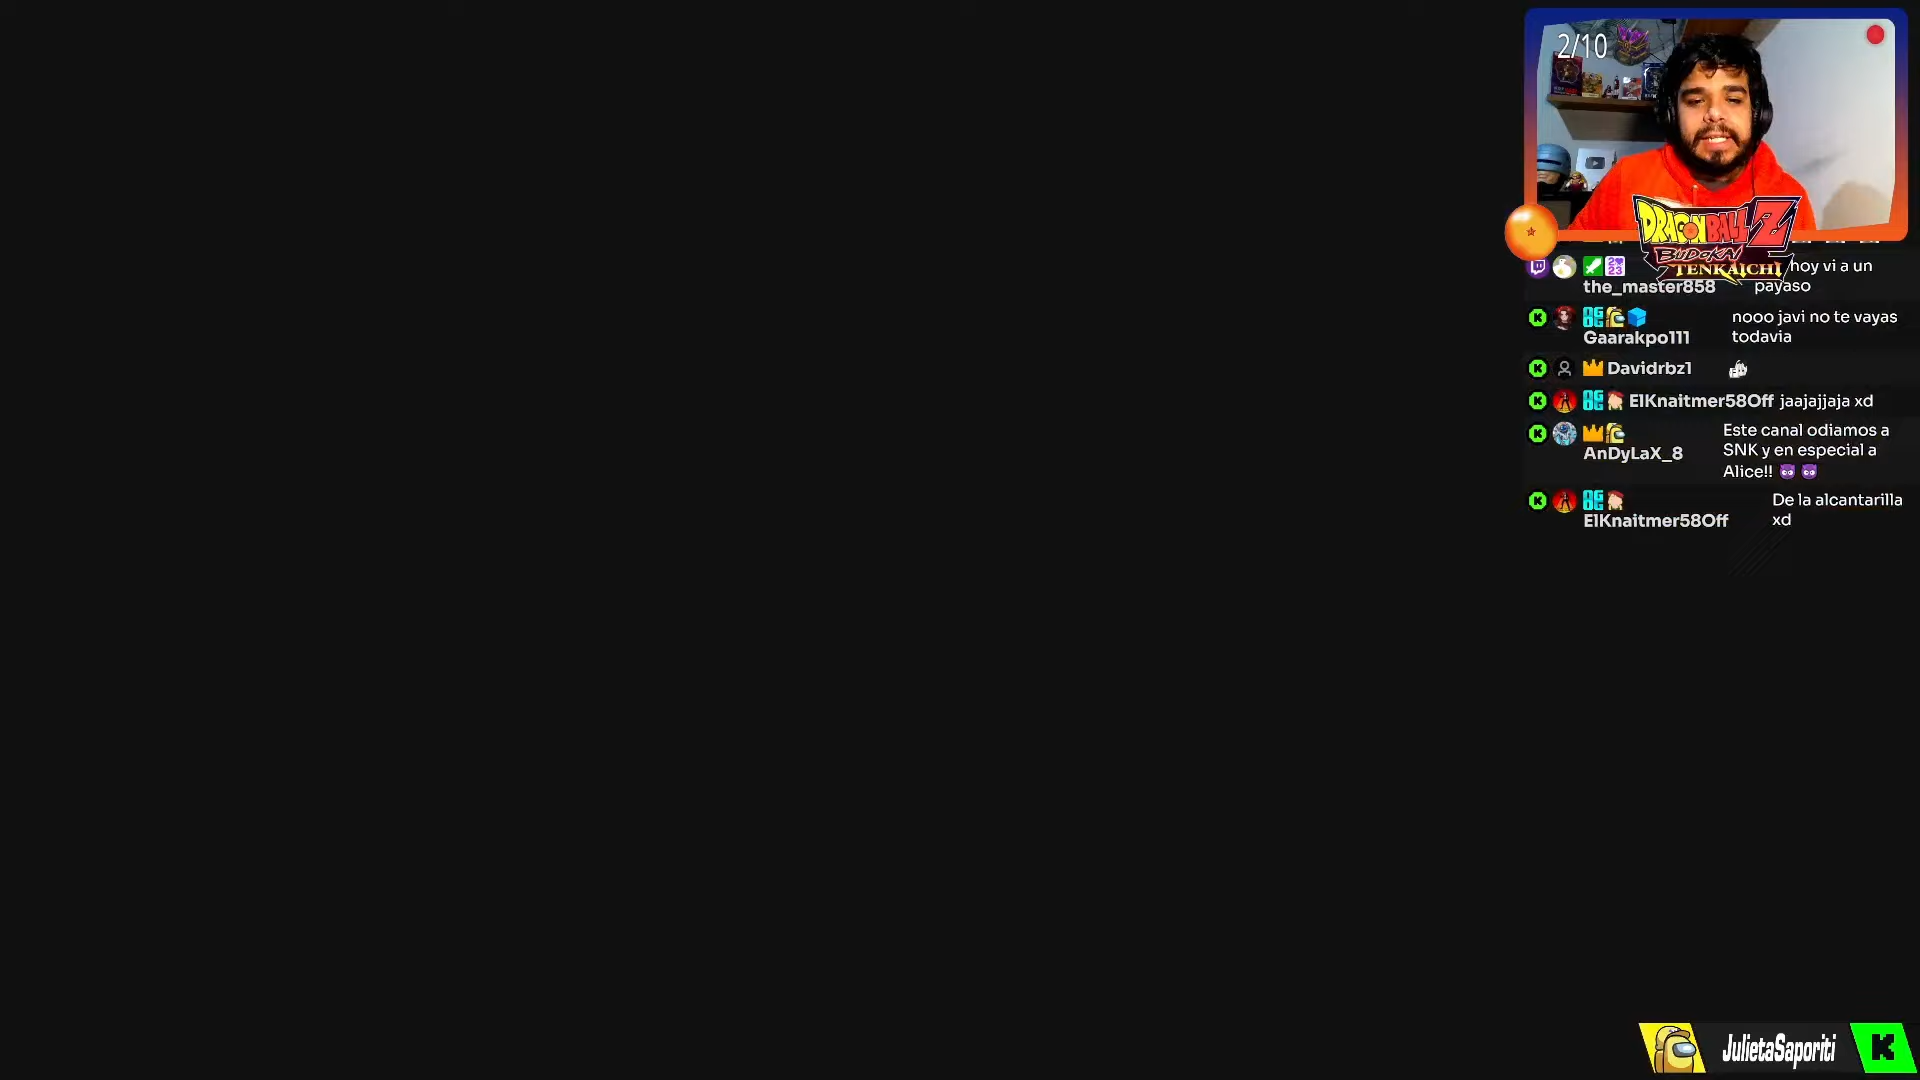 2/10
DRAGON BALL Z
BUDOKAI
TENKAICHI
hoy vi a un
the_master858 payaso
nooo javi no te vayas
Gaarakpo111 todavia
Davidrbz1
ElKnaitmer58Off jaajajjaja xd
Este canal odiamos a
AnDyLaX_8 SNK y en especial a
Alice!! 😈 😈
De la alcantarilla
ElKnaitmer58Off xd
JulietaSaporiti K